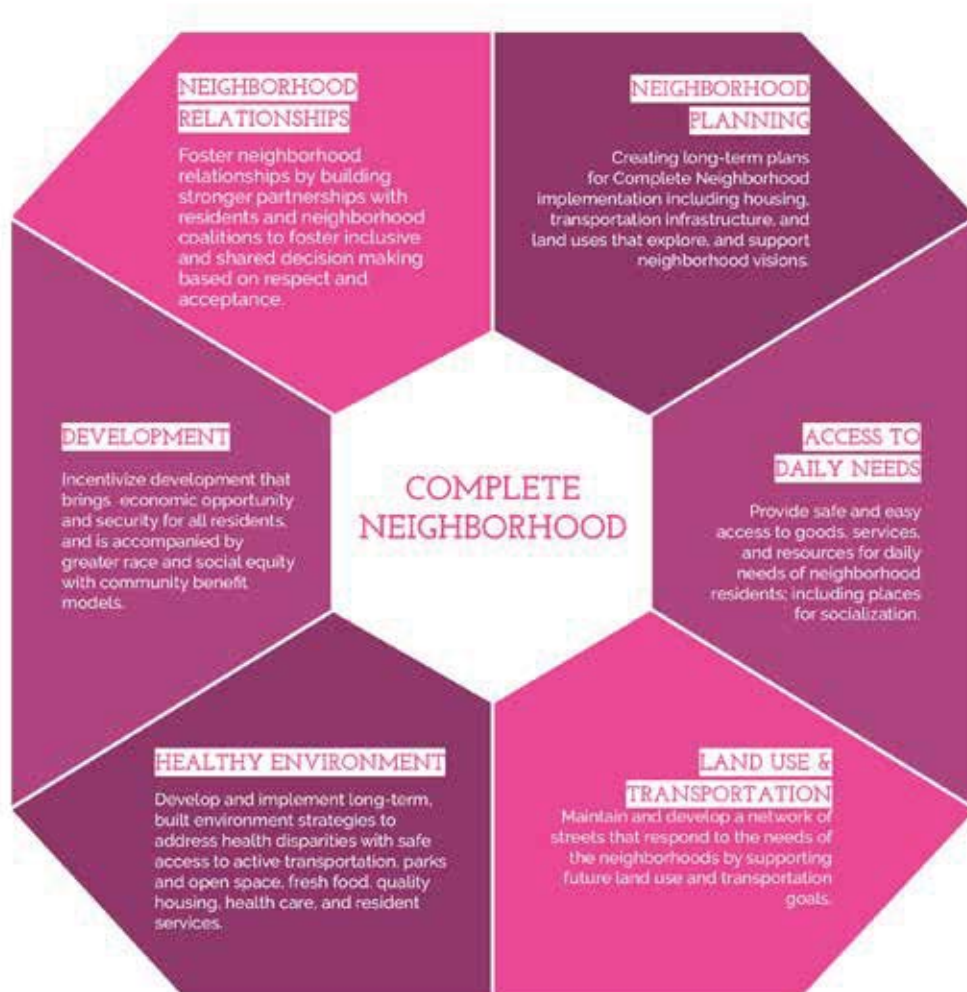 NEIGHBORHOOD
RELATIONSHIPS
Foster neighborhood
relationships by building
stronger partnerships with
residents and neighborhood
coalitions to foster inclusive
and shared decision making
based on respect and
acceptance.
NEIGHBORHOOD
PLANNING
Creating long-term plans
for Complete Neighborhood
implementation including housing,
transportation infrastructure, and
land uses that explore, and support
neighborhood visions.
DEVELOPMENT
Incentivize development that
brings economic opportunity
and security for all residents,
and is accompanied by
greater race and social equity
with community benefit
models.
COMPLETE
NEIGHBORHOOD
ACCESS TO
DAILY NEEDS
Provide safe and easy
access to goods, services,
and resources for daily
needs of neighborhood
residents; including places
for socialization.
HEALTHY ENVIRONMENT
Develop and implement long-term,
built environment strategies to
address health disparities with safe
access to active transportation, parks
and open space, fresh food, quality
housing, health care, and resident
services.
LAND USE &
TRANSPORTATION
Maintain and develop a network of
streets that respond to the needs of
the neighborhoods by supporting
future land use and transportation
goals.